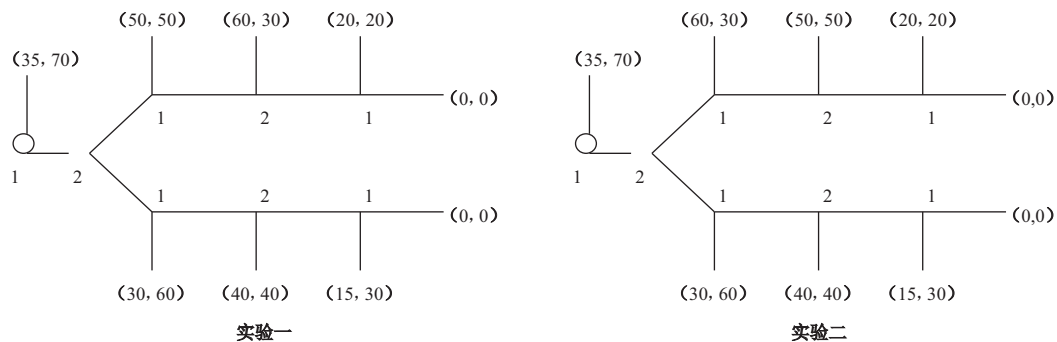 (50, 50) (60, 30) (20, 20)
(35, 70)
(0, 0)
1 2 1
1 2
1 2 1
(0, 0)
(30, 60) (40, 40) (15, 30)
实验一
(60, 30) (50, 50) (20, 20)
(35, 70)
(0,0)
1 2 1
1 2
1 2 1
(0,0)
(30, 60) (40, 40) (15, 30)
实验二